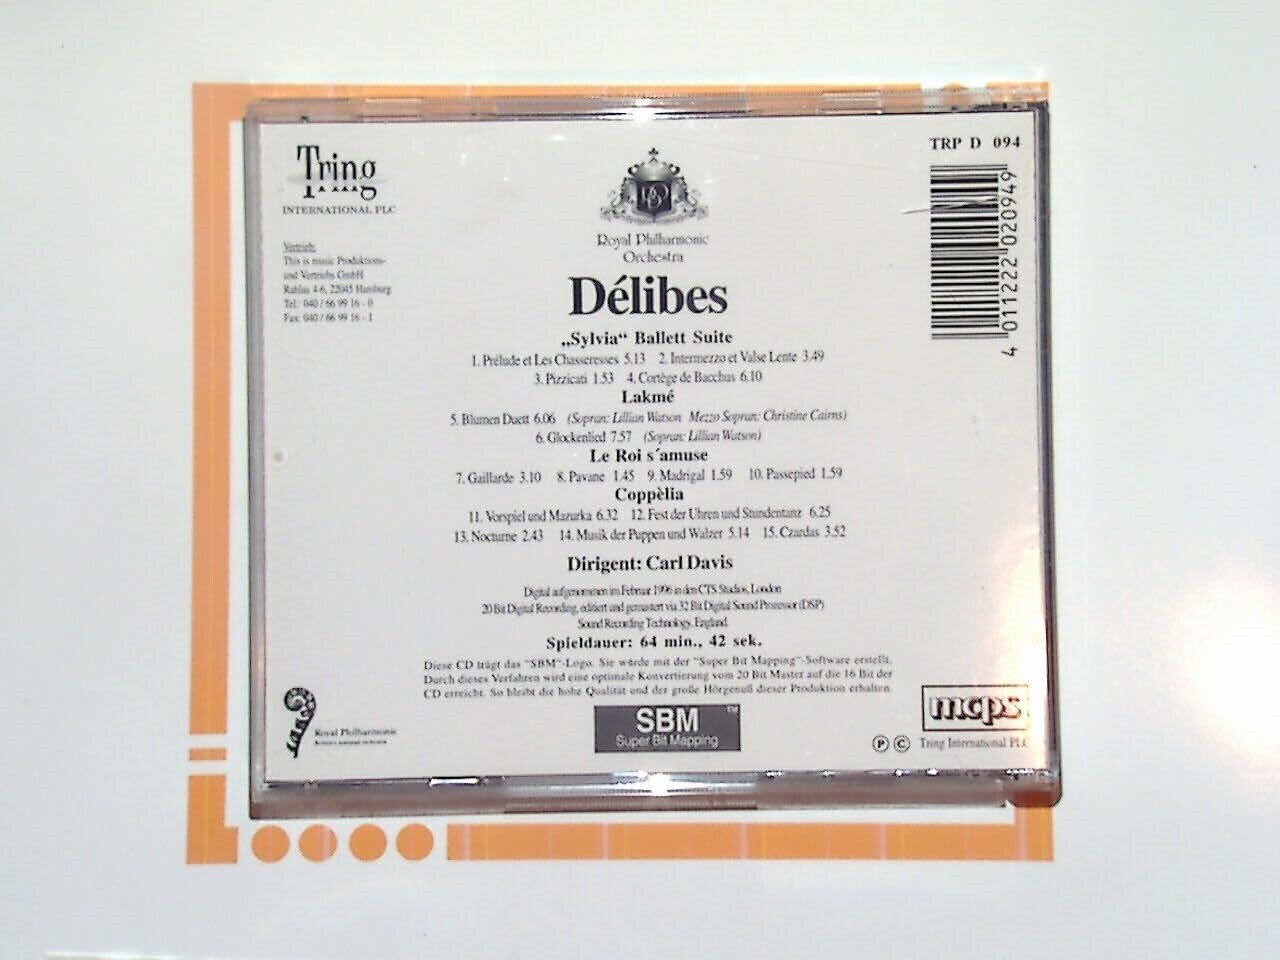 Tring
INTERNATIONAL PLC
Vertrieb:
This is music Produktions-
und Vertriebs GmbH
Rahlau 4-6, 22045 Hamburg
Tel.: 040 / 66 99 16 - 0
Fax: 040 / 66 99 16 - 1
RPO
Royal Philharmonic
Orchestra
TRP D 094
4 011222 020949
Délibes
„Sylvia“ Ballett Suite
1. Prélude et Les Chasseresses 5.13 2. Intermezzo et Valse Lente 3.49
3. Pizzicati 1.53 4. Cortège de Bacchus 6.10
Lakmé
5. Blumen Duett 6.06 (Sopran: Lillian Watson Mezzo Sopran: Christine Cairns)
6. Glockenlied 7.57 (Sopran: Lillian Watson)
Le Roi s´amuse
7. Gaillarde 3.10 8. Pavane 1.45 9. Madrigal 1.59 10. Passepied 1.59
Coppèlia
11. Vorspiel und Mazurka 6.32 12. Fest der Uhren und Stundentanz 6.25
13. Nocturne 2.43 14. Musik der Puppen und Walzer 5.14 15. Czardas 3.52
Dirigent: Carl Davis
Digital aufgenommen im Februar 1996 in den CTS Studios, London
20 Bit Digital Recording, editiert und gemastert via 32 Bit Digital Sound Prozessor (DSP)
Sound Recording Technology, England.
Spieldauer: 64 min., 42 sek.
Diese CD trägt das "SBM"-Logo. Sie würde mit der "Super Bit Mapping"-Software erstellt.
Durch dieses Verfahren wird eine optimale Konvertierung vom 20 Bit Master auf die 16 Bit der
CD erreicht. So bleibt die hohe Qualität und der große Hörgenuß dieser Produktion erhalten.
SBM™
Super Bit Mapping
Royal Philharmonic
Britain's national orchestra
mcps
Ⓟ Ⓒ Tring International PLC